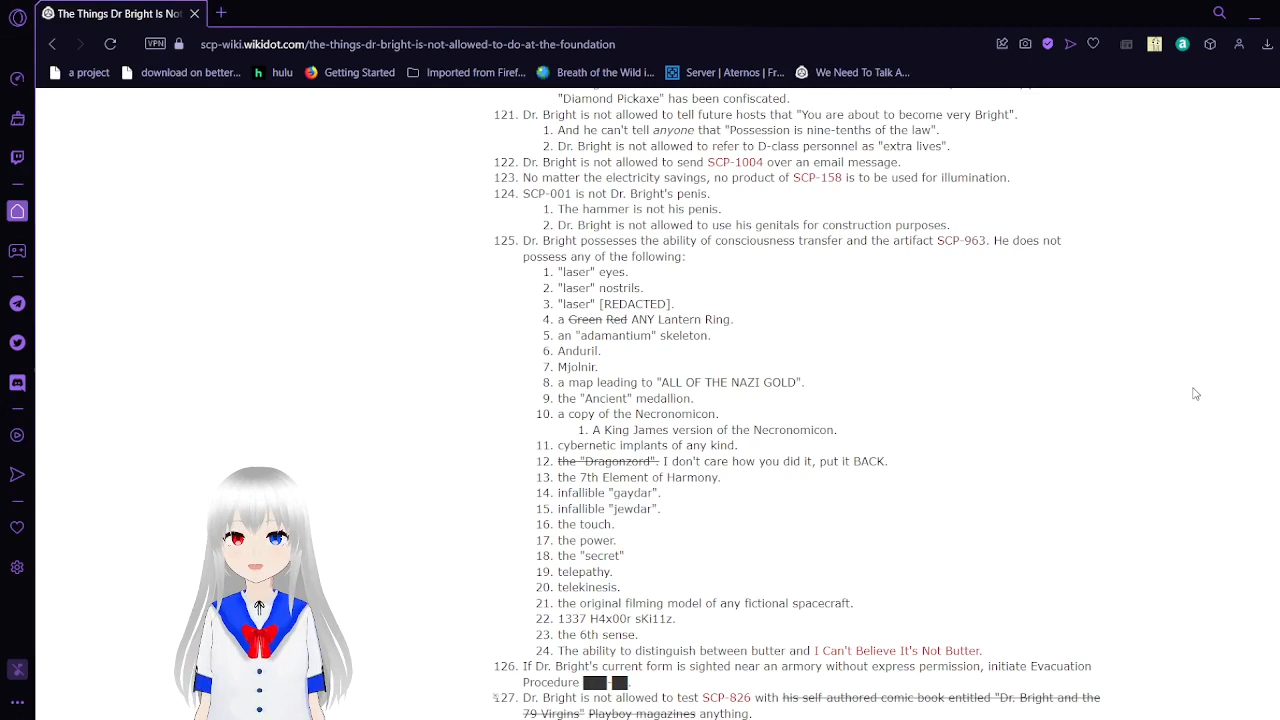 The Things Dr Bright Is Not
VPN
scp-wiki.wikidot.com/the-things-dr-bright-is-not-allowed-to-do-at-the-foundation
a project download on better... hulu Getting Started Imported from Firef... Breath of the Wild i... Server | Aternos | Fr... We Need To Talk A...
"Diamond Pickaxe" has been confiscated.
121. Dr. Bright is not allowed to tell future hosts that "You are about to become very Bright".
1. And he can't tell anyone that "Possession is nine-tenths of the law".
2. Dr. Bright is not allowed to refer to D-class personnel as "extra lives".
122. Dr. Bright is not allowed to send SCP-1004 over an email message.
123. No matter the electricity savings, no product of SCP-158 is to be used for illumination.
124. SCP-001 is not Dr. Bright's penis.
1. The hammer is not his penis.
2. Dr. Bright is not allowed to use his genitals for construction purposes.
125. Dr. Bright possesses the ability of consciousness transfer and the artifact SCP-963. He does not
possess any of the following:
1. "laser" eyes.
2. "laser" nostrils.
3. "laser" [REDACTED].
4. a Green Red ANY Lantern Ring.
5. an "adamantium" skeleton.
6. Anduril.
7. Mjolnir.
8. a map leading to "ALL OF THE NAZI GOLD".
9. the "Ancient" medallion.
10. a copy of the Necronomicon.
1. A King James version of the Necronomicon.
11. cybernetic implants of any kind.
12. the "Dragonzord". I don't care how you did it, put it BACK.
13. the 7th Element of Harmony.
14. infallible "gaydar".
15. infallible "jewdar".
16. the touch.
17. the power.
18. the "secret"
19. telepathy.
20. telekinesis.
21. the original filming model of any fictional spacecraft.
22. 1337 H4x00r sKi11z.
23. the 6th sense.
24. The ability to distinguish between butter and I Can't Believe It's Not Butter.
126. If Dr. Bright's current form is sighted near an armory without express permission, initiate Evacuation
Procedure ██-█.
127. Dr. Bright is not allowed to test SCP-826 with his self authored comic book entitled "Dr. Bright and the
79 Virgins" Playboy magazines anything.